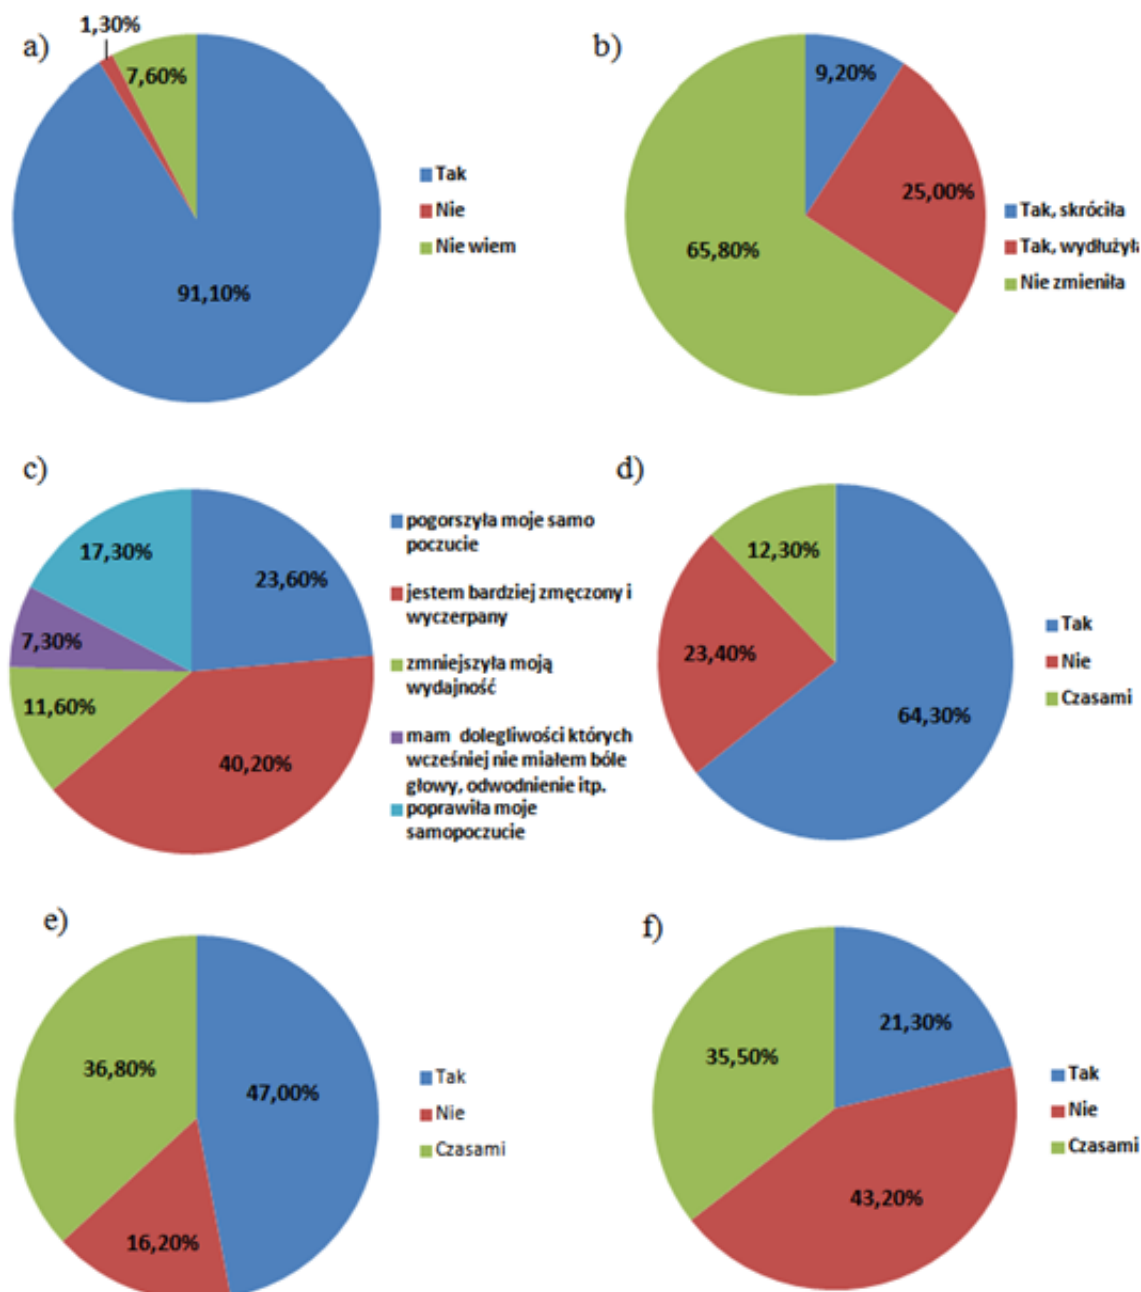 a)
1,30%
7,60%
91,10%
Tak
Nie
Nie wiem
b)
9,20%
25,00%
65,80%
Tak, skróciła
Tak, wydłużyła
Nie zmieniła
c)
17,30%
23,60%
7,30%
11,60%
40,20%
pogorszyła moje samo
poczucie
jestem bardziej zmęczony i
wyczerpany
zmniejszyła moją
wydajność
mam dolegliwości których
wcześniej nie miałem bóle
głowy, odwodnienie itp.
poprawiła moje
samopoczucie
d)
12,30%
23,40%
64,30%
Tak
Nie
Czasami
e)
36,80%
47,00%
16,20%
Tak
Nie
Czasami
f)
21,30%
35,50%
43,20%
Tak
Nie
Czasami